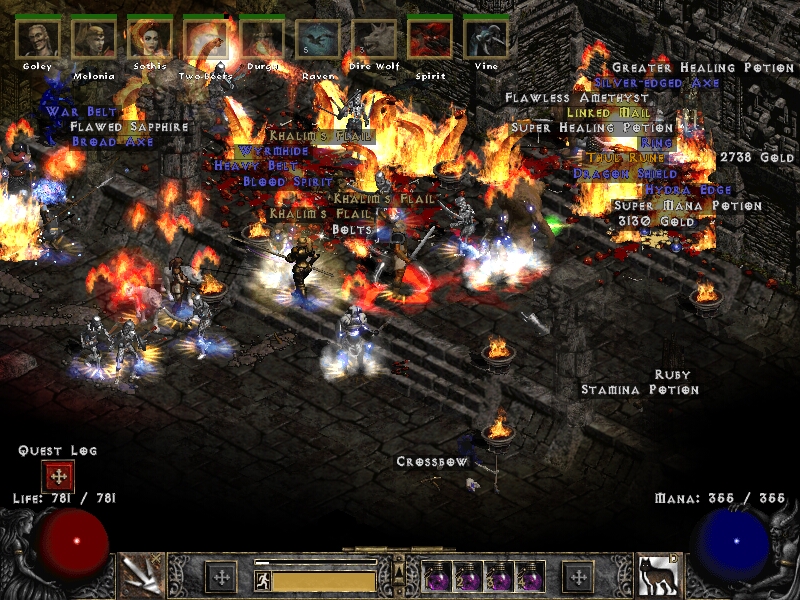 Goley
Melonia
Sothis
Two-Beers
Durga
5
Raven
3
Dire Wolf
Spirit
Vine
Greater Healing Potion
Silver-edged Axe
Flawless Amethyst
Linked Mail
Super Healing Potion
Ring
Thul Rune
2738 Gold
Dragon Shield
Hydra Edge
Super Mana Potion
3130 Gold
War Belt
Flawed Sapphire
Broad Axe
Khalim's Flail
Wyrmhide
Heavy Belt
Blood Spirit
Khalim's Flail
Khalim's Flail
Bolts
Ruby
Stamina Potion
Crossbow
Quest Log
Life: 781 / 781
Mana: 355 / 355